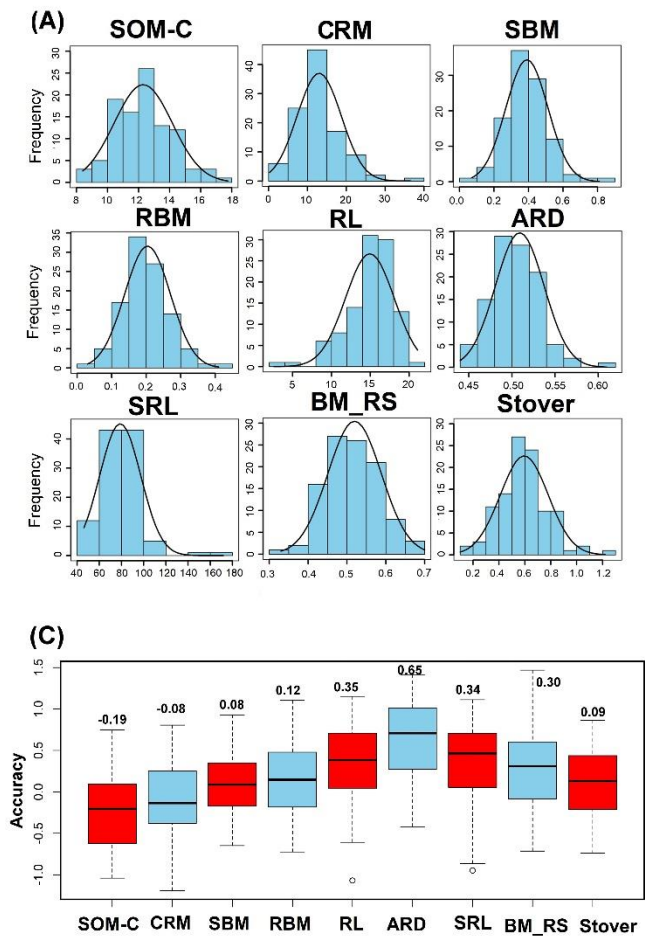 (A)
SOM-C CRM SBM
Frequency
0 5 10 15 20 25 30
8 10 12 14 16 18
0 10 20 30 40
0 10 20 30 40
0 10 20 30
0.0 0.2 0.4 0.6 0.8
RBM RL ARD
Frequency
0 5 10 15 20 25 30 35
0.0 0.1 0.2 0.3 0.4
0 5 10 15 20 25 30
5 10 15 20
0 5 10 15 20 25 30
0.45 0.50 0.55 0.60
SRL BM_RS Stover
Frequency
0 10 20 30 40
40 60 80 100 120 140 160 180
0 5 10 15 20 25 30
0.3 0.4 0.5 0.6 0.7
0 5 10 15 20 25 30
0.2 0.4 0.6 0.8 1.0 1.2
(C)
Accuracy
-1.0 -0.5 0.0 0.5 1.0 1.5
-0.19 -0.08 0.08 0.12 0.35 0.65 0.34 0.30 0.09
SOM-C CRM SBM RBM RL ARD SRL BM_RS Stover